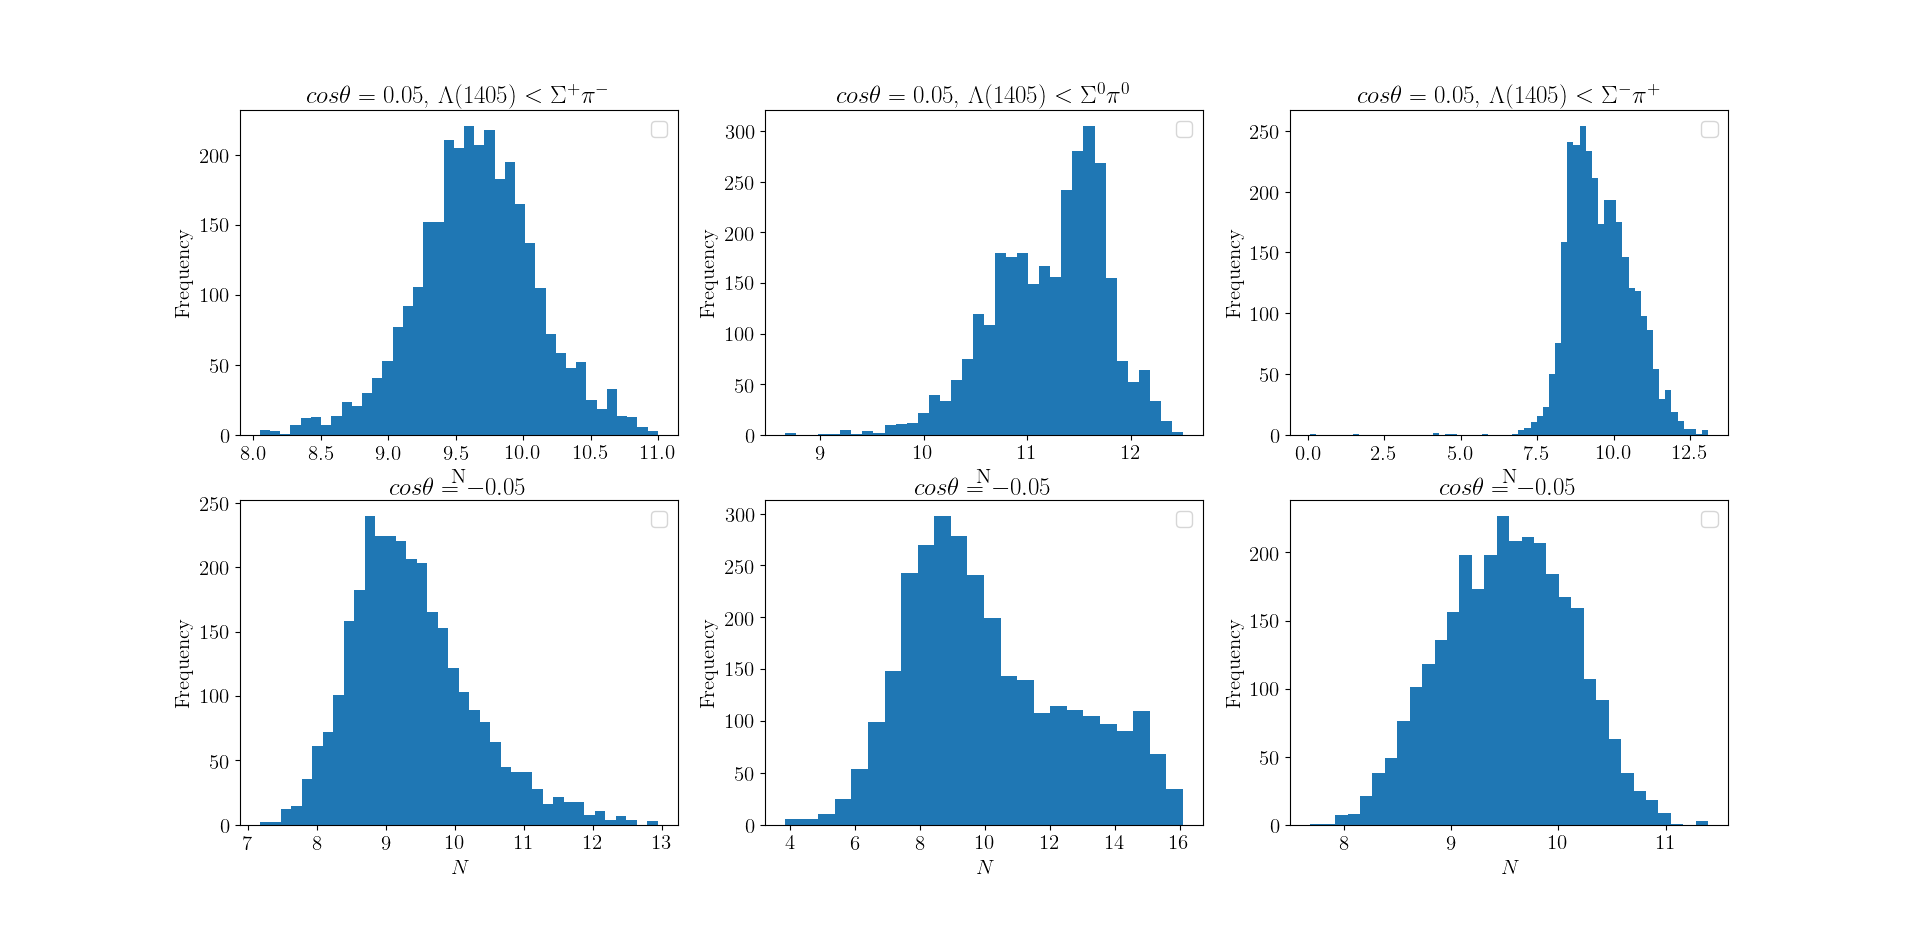 cosθ = 0.05, Λ(1405) < Σ⁺π⁻
Frequency
200
150
100
50
0
8.0 8.5 9.0 9.5 10.0 10.5 11.0
N
cosθ = 0.05, Λ(1405) < Σ⁰π⁰
Frequency
300
250
200
150
100
50
0
9 10 11 12
N
cosθ = 0.05, Λ(1405) < Σ⁻π⁺
Frequency
250
200
150
100
50
0
0.0 2.5 5.0 7.5 10.0 12.5
N
cosθ = −0.05
Frequency
250
200
150
100
50
0
7 8 9 10 11 12 13
N
cosθ = −0.05
Frequency
300
250
200
150
100
50
0
4 6 8 10 12 14 16
N
cosθ = −0.05
Frequency
200
150
100
50
0
8 9 10 11
N